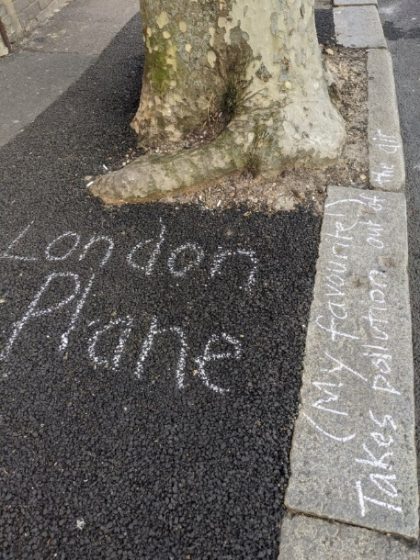 London
Plane
(My favourite!)
Takes pollution out of the air